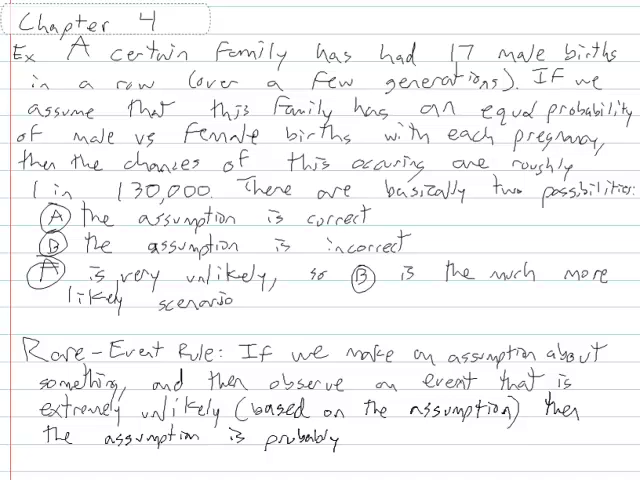 Chapter 4
Ex A certain family has had 17 male births
in a row (over a few generations). If we
assume that this family has an equal probability
of male vs female births with each pregnancy,
then the chances of this occuring are roughly
1 in 130,000. There are basically two possibilities:
Ⓐ the assumption is correct
Ⓑ the assumption is incorrect
Ⓐ is very unlikely, so Ⓑ is the much more
likely scenario
Rare-Event Rule: If we make an assumption about
something, and then observe an event that is
extremely unlikely (based on the assumption) then
the assumption is probably